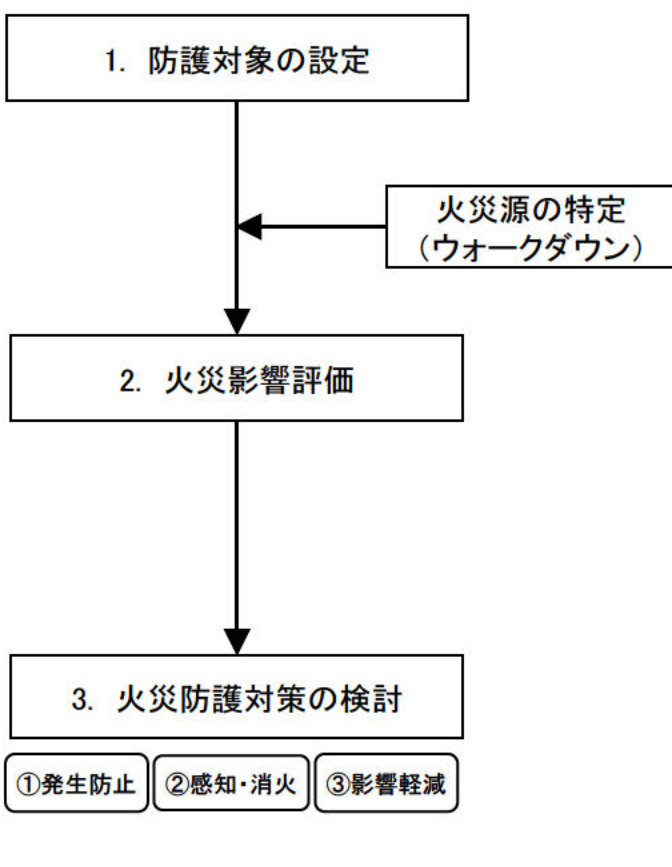 1. 防護対象の設定
火災源の特定
（ウォークダウン）
2. 火災影響評価
3. 火災防護対策の検討
①発生防止
②感知・消火
③影響軽減